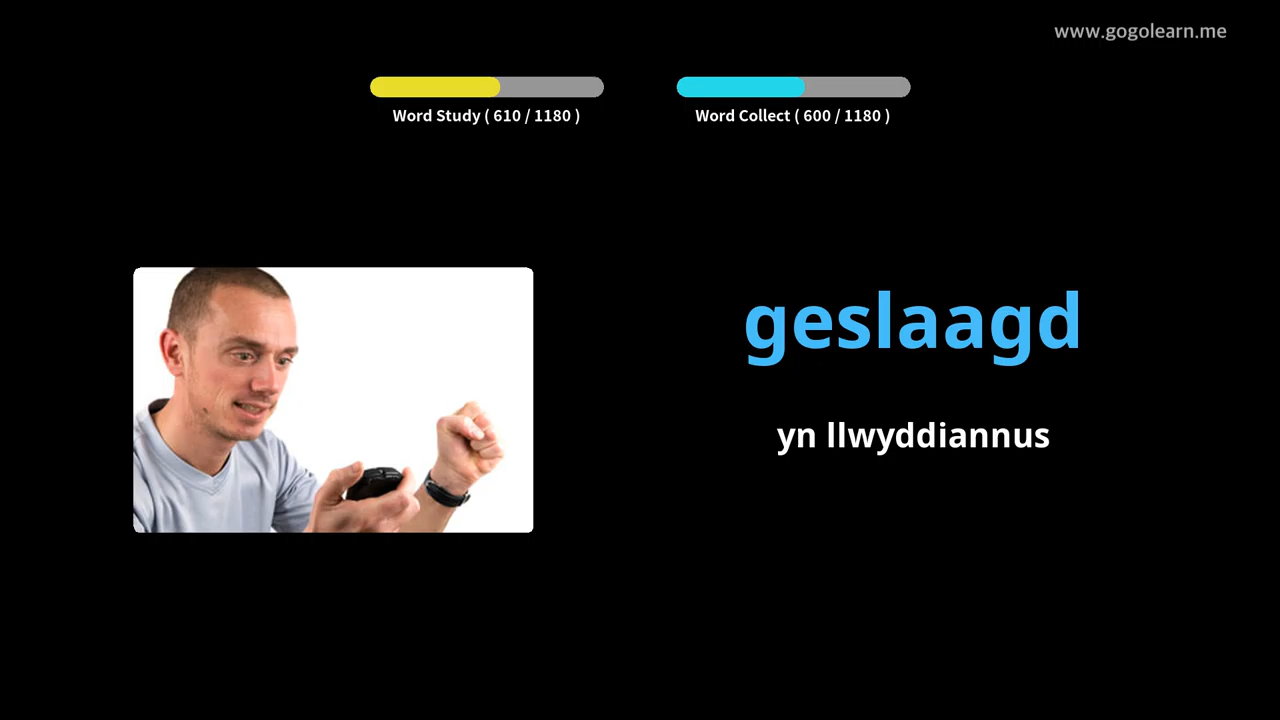 www.gogolearn.me
Word Study ( 610 / 1180 )
Word Collect ( 600 / 1180 )
geslaagd
yn llwyddiannus